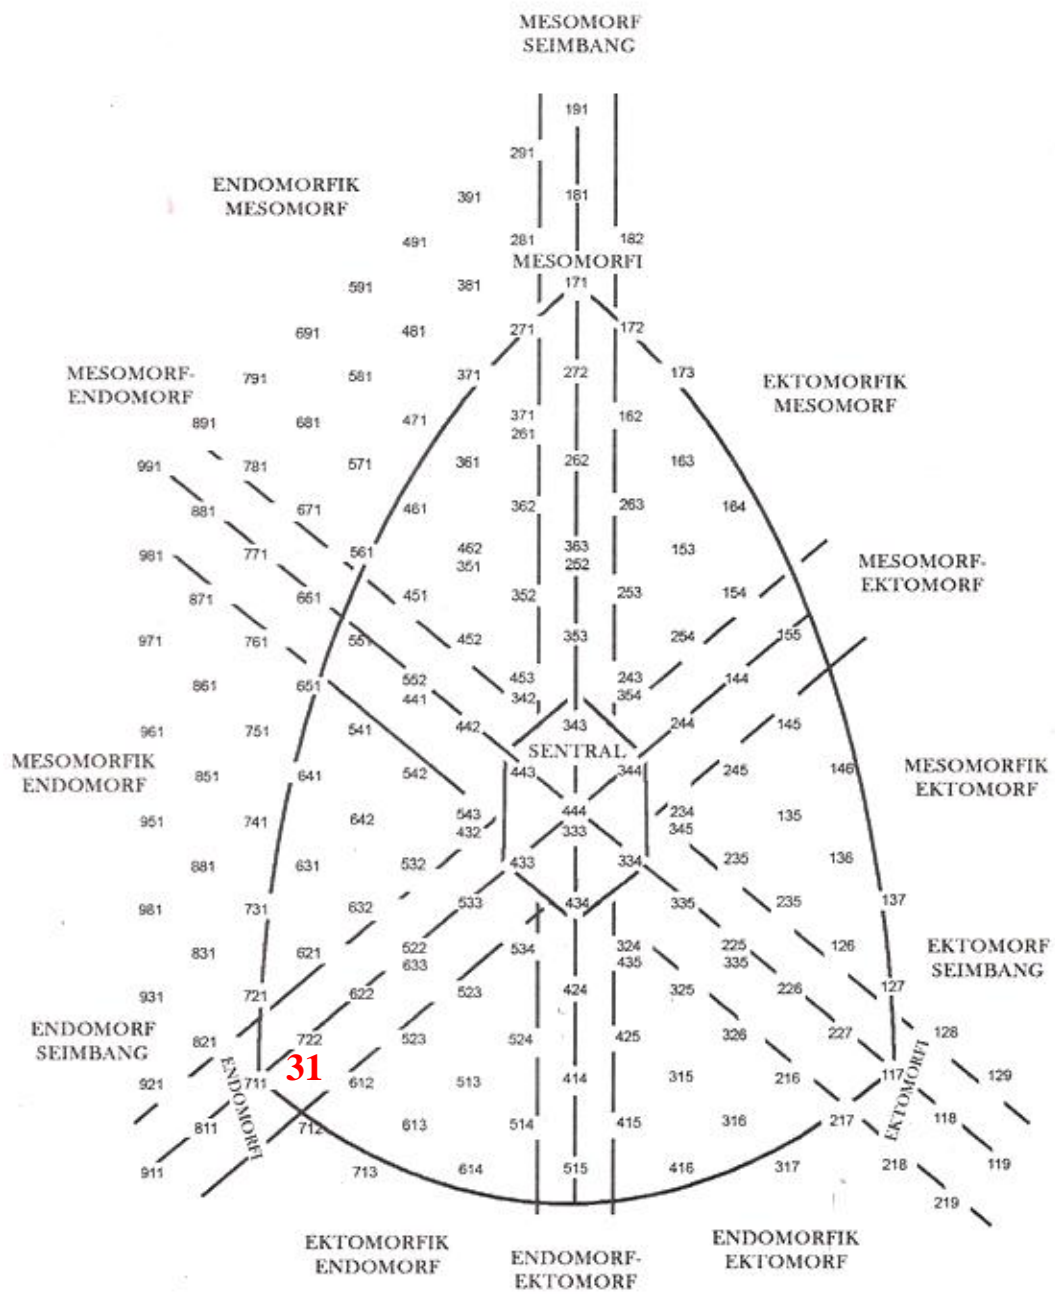 MESOMORF
SEIMBANG
191
291
ENDOMORFIK
MESOMORF
391 181
491 281 182
MESOMORFI
591 381 171
691 481 271 172
MESOMORF-
ENDOMORF
791 581 371 272 173
EKTOMORFIK
MESOMORF
891 681 471 371 162
261
991 781 571 361 262 163
881 671 461 362 263 164
981 771 561 462 363 153
351 252
MESOMORF-
EKTOMORF
871 661 451 352 253 154
971 761 551 452 353 254 155
861 651 552 453 243 144
441 342 354
961 751 541 442 343 244 145
MESOMORFIK
ENDOMORF
SENTRAL
MESOMORFIK
EKTOMORF
851 641 542 443 344 245 146
951 741 642 543 444 234 135
432 333 345
881 631 532 433 334 235 136
981 731 632 533 434 335 235 137
831 621 522 534 324 225 126
633 435 335
EKTOMORF
SEIMBANG
931 721 622 523 424 325 226 127
ENDOMORF
SEIMBANG
821 722 523 524 425 326 227 128
921 711 31 612 513 414 315 216 117 129
ENDOMORFI
EKTOMORFI
811 712 613 514 415 316 217 118
911 713 614 515 416 317 218 119
219
EKTOMORFIK
ENDOMORF
ENDOMORF-
EKTOMORF
ENDOMORFIK
EKTOMORF